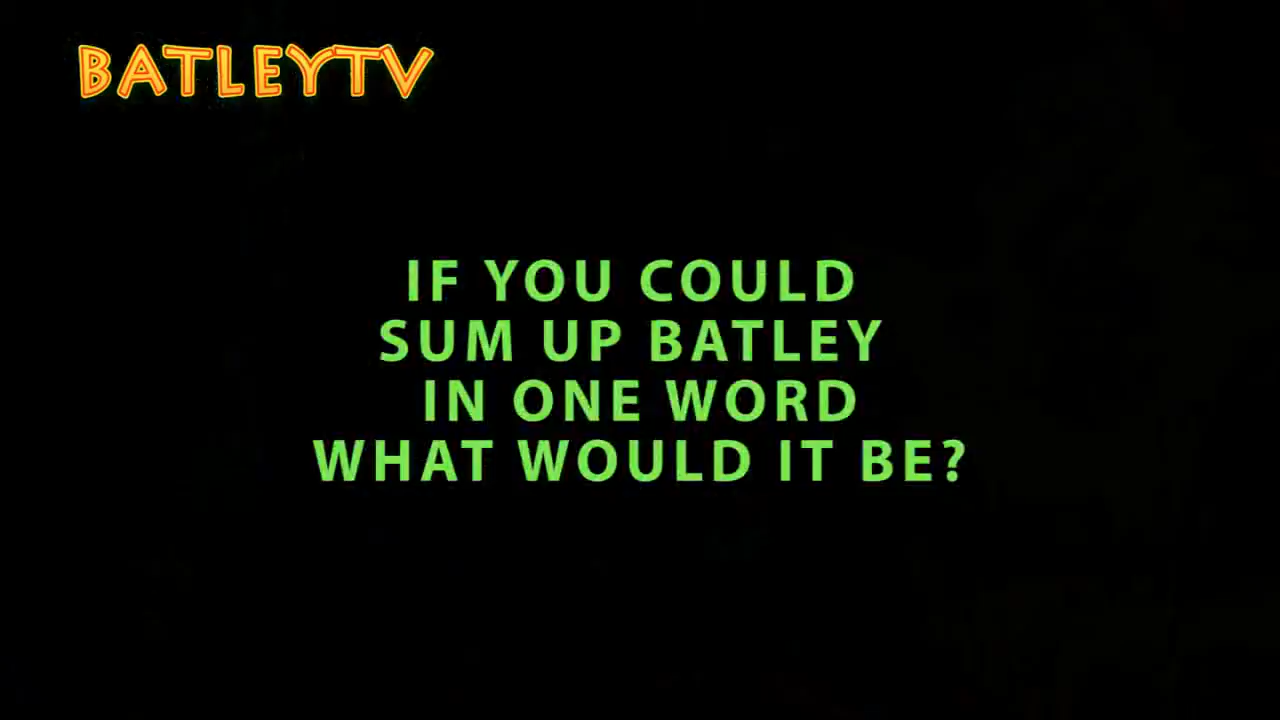 BATLEYTV
IF YOU COULD
SUM UP BATLEY
IN ONE WORD
WHAT WOULD IT BE?